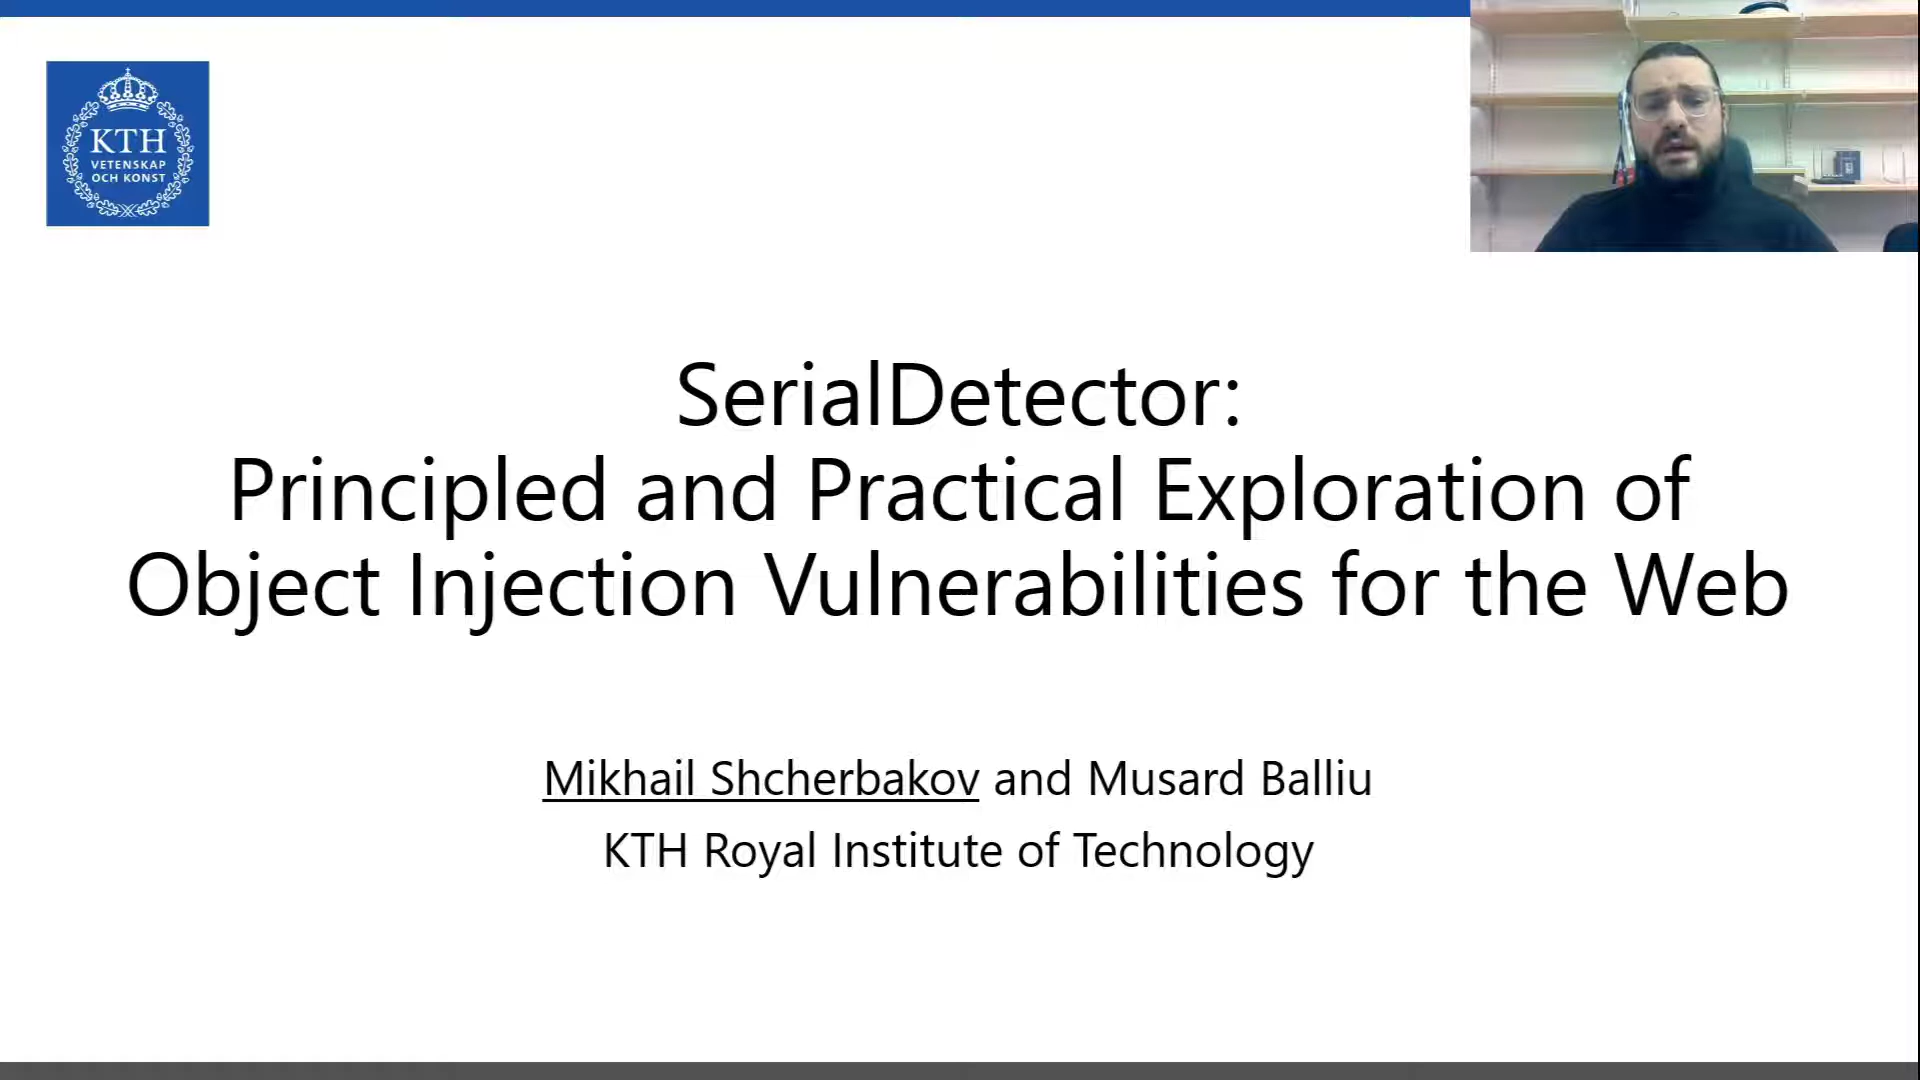 KTH
VETENSKAP
OCH KONST
SerialDetector:
Principled and Practical Exploration of
Object Injection Vulnerabilities for the Web
Mikhail Shcherbakov and Musard Balliu
KTH Royal Institute of Technology